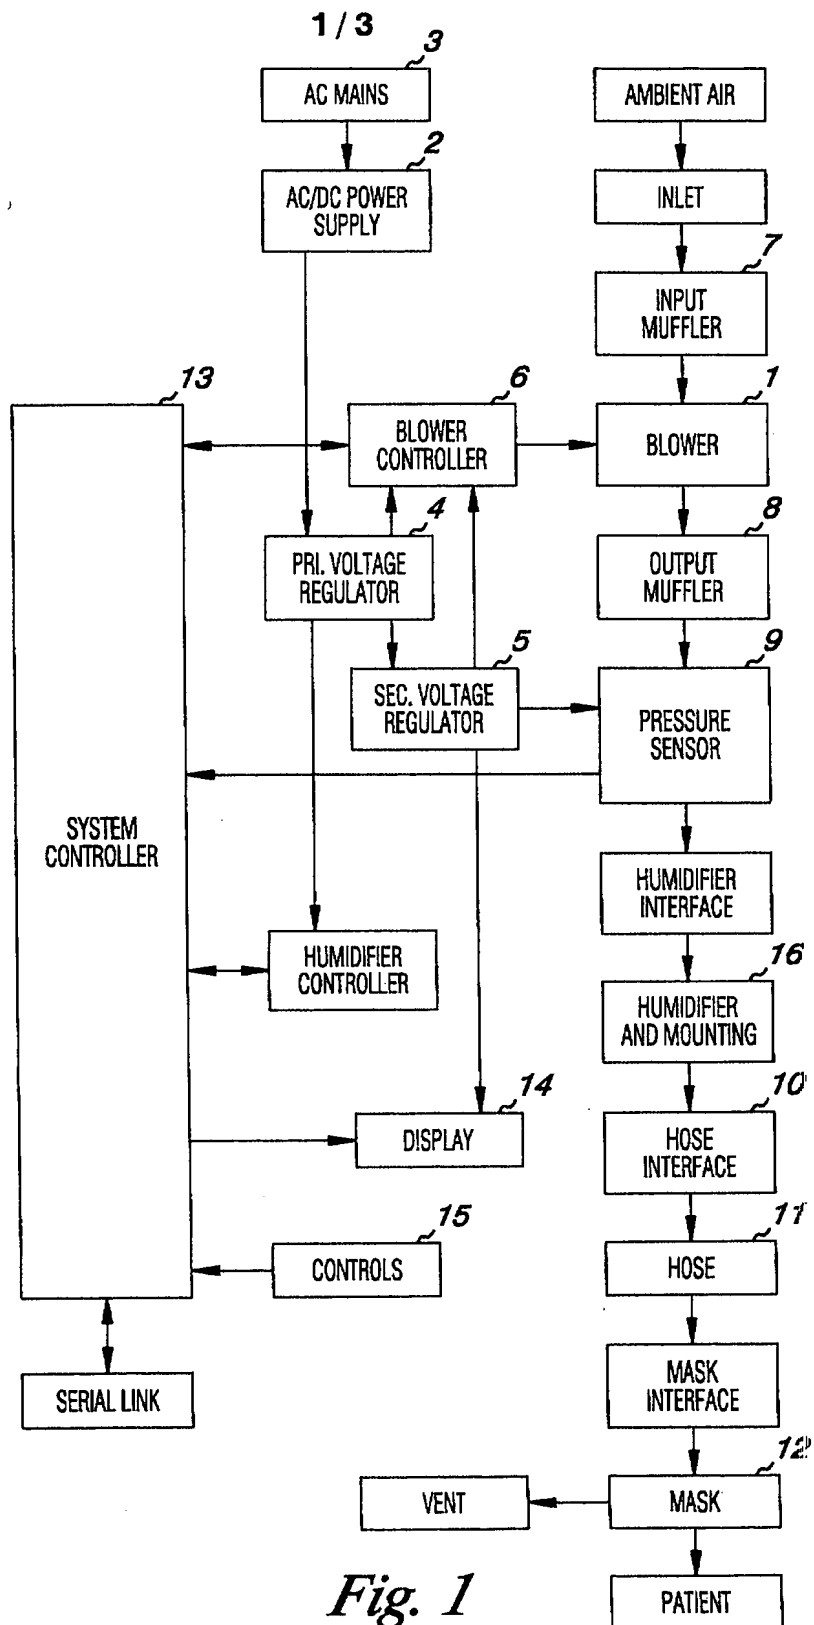 1 / 3
3
AC MAINS
AMBIENT AIR
2
AC/DC POWER
SUPPLY
INLET
7
INPUT
MUFFLER
13
6
1
BLOWER
CONTROLLER
BLOWER
4
8
PRI. VOLTAGE
REGULATOR
OUTPUT
MUFFLER
5
9
SEC. VOLTAGE
REGULATOR
PRESSURE
SENSOR
SYSTEM
CONTROLLER
HUMIDIFIER
INTERFACE
HUMIDIFIER
CONTROLLER
16
HUMIDIFIER
AND MOUNTING
14
10
DISPLAY
HOSE
INTERFACE
15
11
CONTROLS
HOSE
SERIAL LINK
MASK
INTERFACE
12
VENT
MASK
Fig. 1
PATIENT